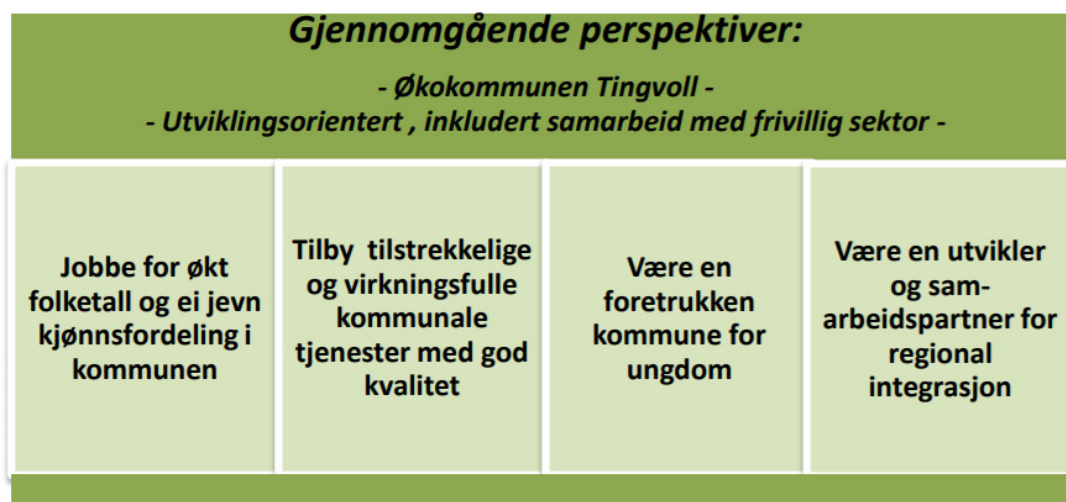 Gjennomgående perspektiver:
- Økokommunen Tingvoll -
- Utviklingsorientert , inkludert samarbeid med frivillig sektor -
Jobbe for økt
folketall og ei jevn
kjønnsfordeling i
kommunen
Tilby tilstrekkelige
og virkningsfulle
kommunale
tjenester med god
kvalitet
Være en
foretrukken
kommune for
ungdom
Være en utvikler
og sam-
arbeidspartner for
regional
integrasjon